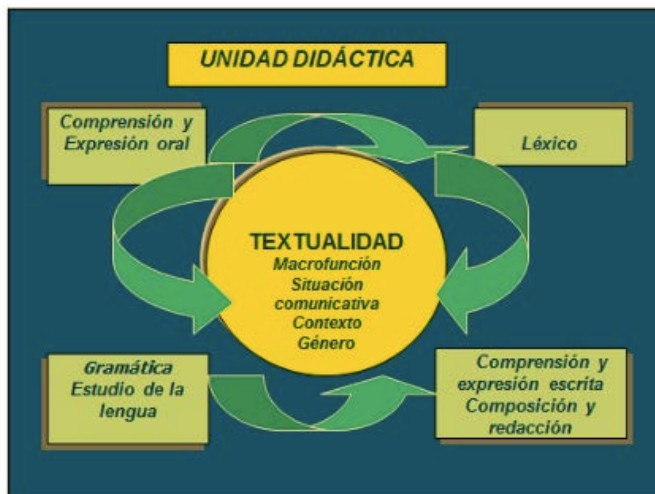 UNIDAD DIDÁCTICA
Comprensión y
Expresión oral
Léxico
TEXTUALIDAD
Macrofunción
Situación
comunicativa
Contexto
Género
Gramática
Estudio de la
lengua
Comprensión y
expresión escrita
Composición y
redacción